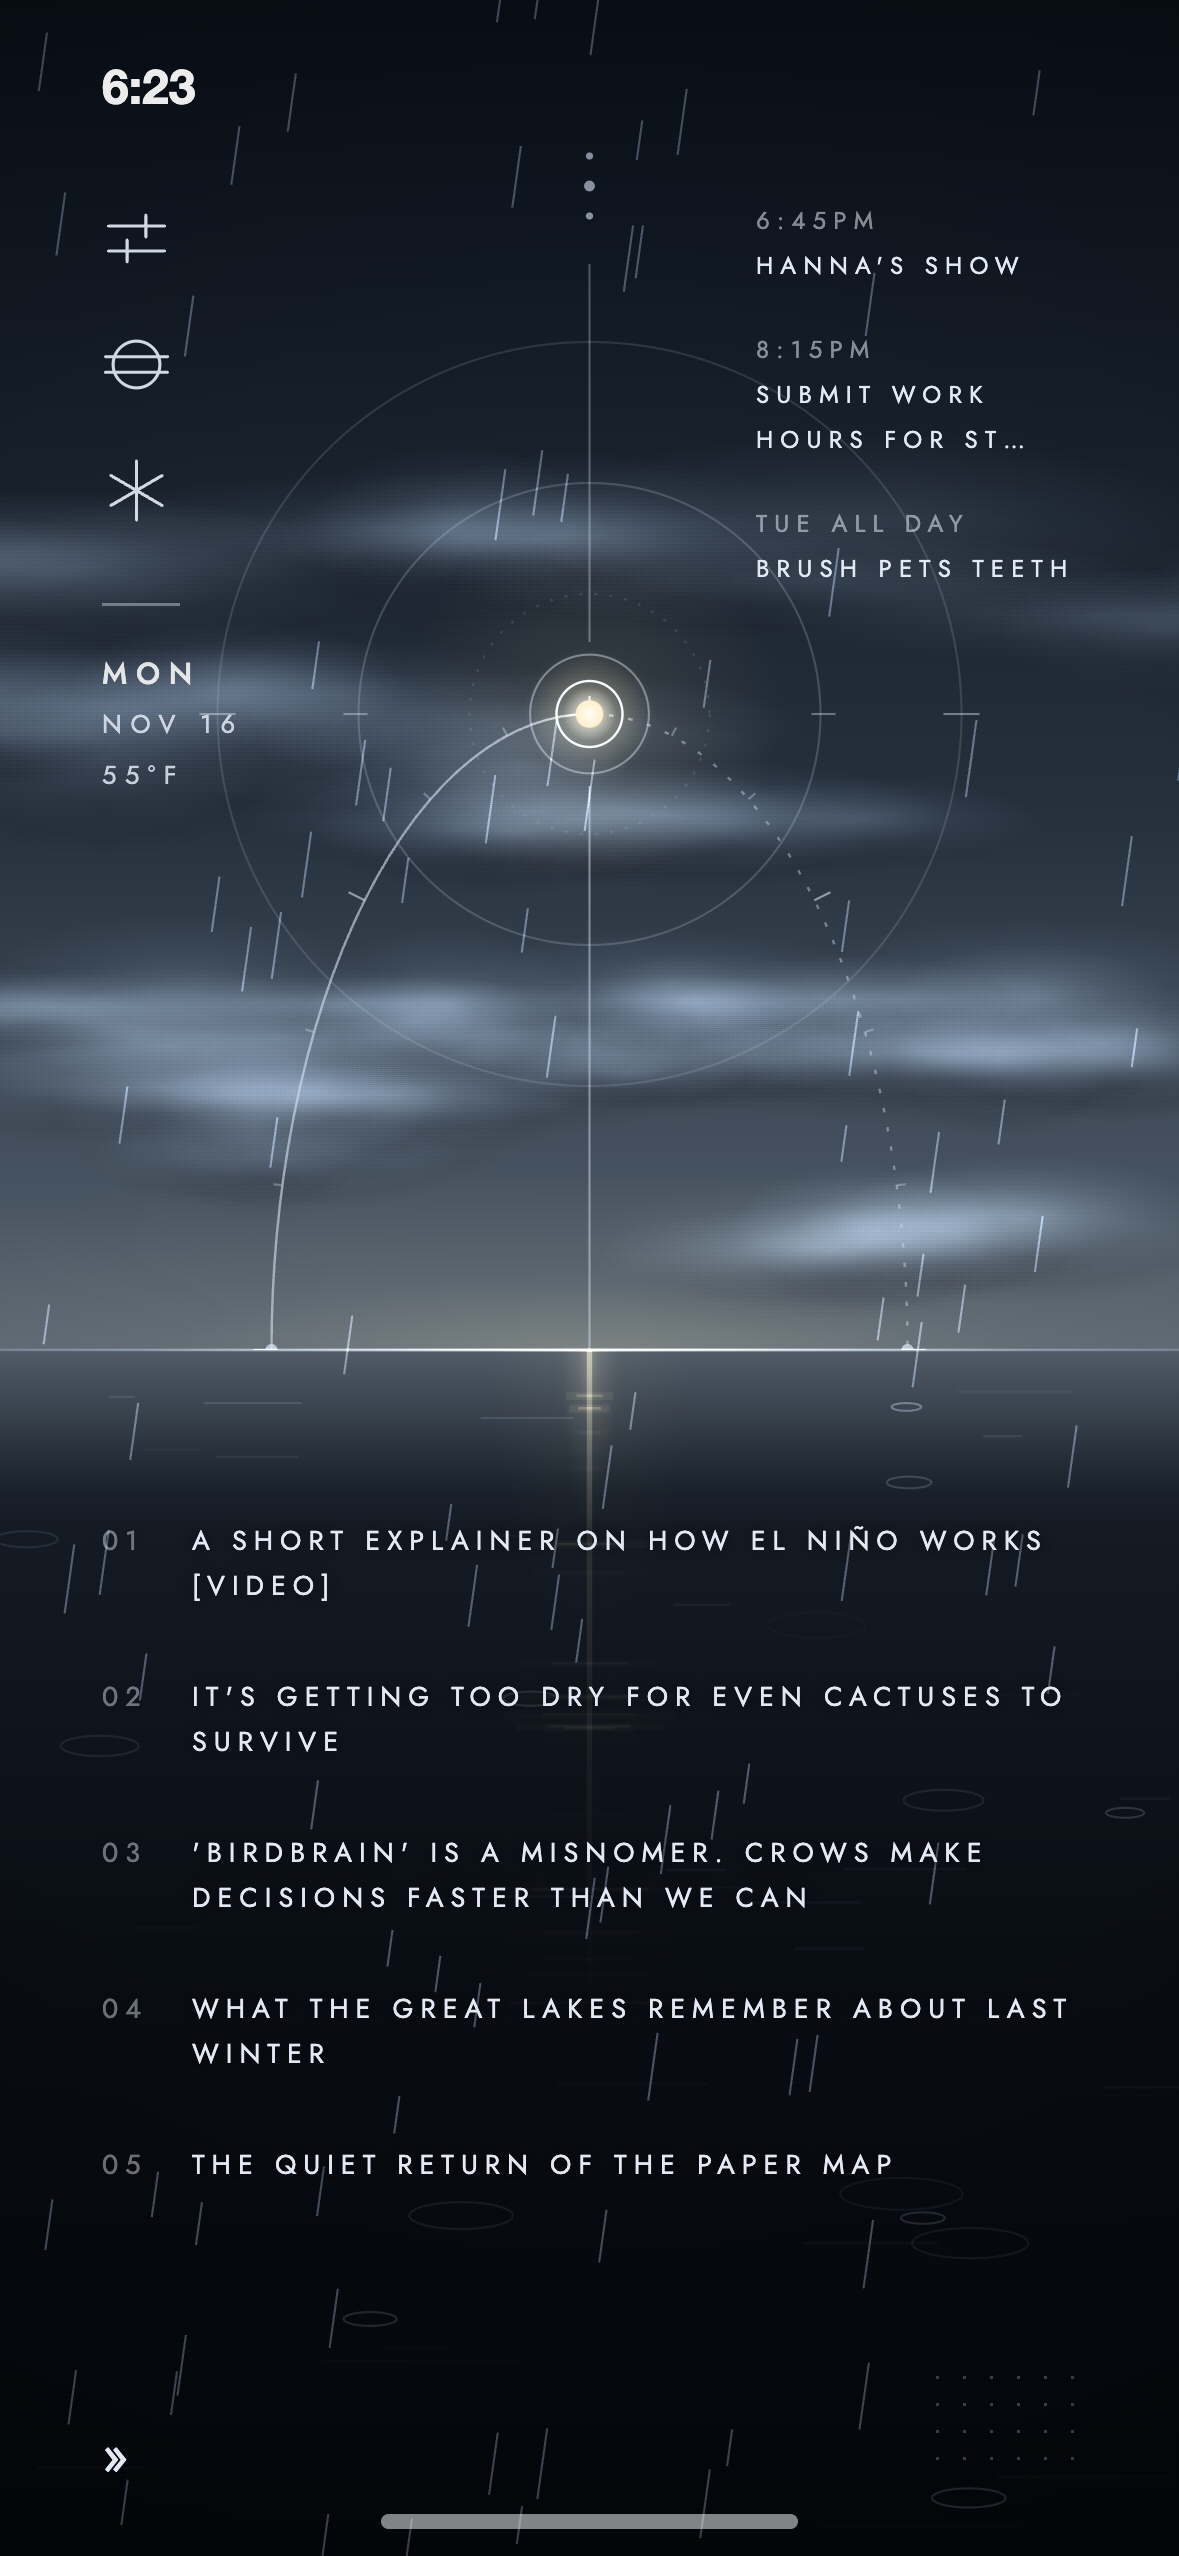 6:23
6:45PM
HANNA'S SHOW
8:15PM
SUBMIT WORK
HOURS FOR ST...
TUE ALL DAY
BRUSH PETS TEETH
MON
NOV 16
55°F
01 A SHORT EXPLAINER ON HOW EL NIÑO WORKS
[VIDEO]
02 IT'S GETTING TOO DRY FOR EVEN CACTUSES TO
SURVIVE
03 'BIRDBRAIN' IS A MISNOMER. CROWS MAKE
DECISIONS FASTER THAN WE CAN
04 WHAT THE GREAT LAKES REMEMBER ABOUT LAST
WINTER
05 THE QUIET RETURN OF THE PAPER MAP
»